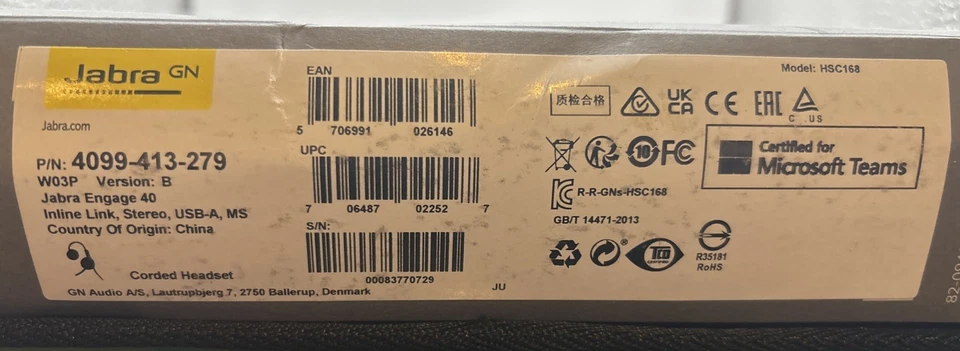 Jabra GN
Jabra.com
P/N: 4099-413-279
W03P Version: B
Jabra Engage 40
Inline Link, Stereo, USB-A, MS
Country Of Origin: China
Corded Headset
GN Audio A/S, Lautrupbjerg 7, 2750 Ballerup, Denmark
EAN
5 706991 026146
UPC
7 06487 02252 7
S/N:
00083770729
JU
Model: HSC168
质检合格
UK
CA
CE
EAC
C US
10
FC
Certified for
Microsoft Teams
R-R-GNs-HSC168
GB/T 14471-2013
TCO
R35181
RoHS